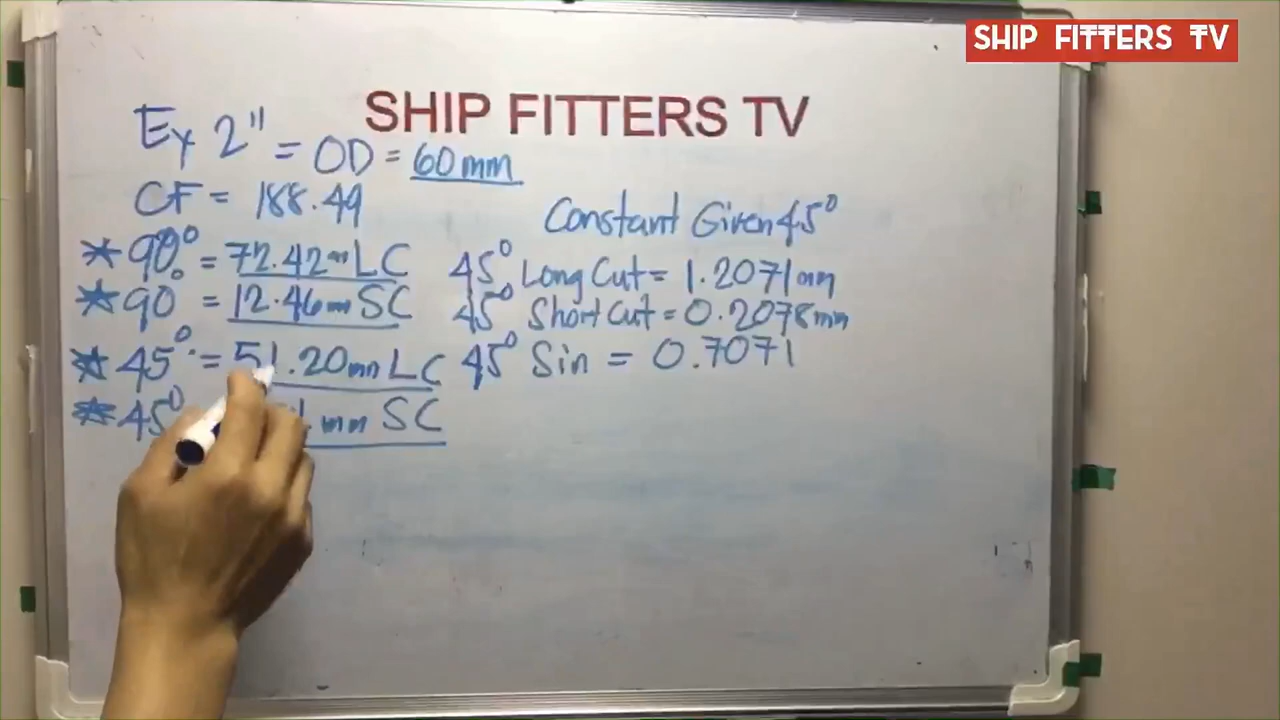 SHIP FITTERS TV
SHIP FITTERS TV
Ex 2" = OD = 60mm
CF = 188.49
* 90° = 72.42mm LC
* 90° = 12.46mm SC
* 45° = 51.20mm LC
* 45° mm SC
Constant Given 45°
45° Long Cut = 1.2071mm
45° Short Cut = 0.2078mm
45° Sin = 0.7071